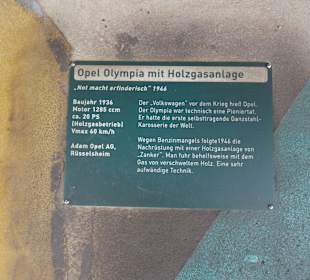 Opel Olympia mit Holzgasanlage
„Not macht erfinderisch" 1946
Baujahr 1936
Motor 1285 ccm
ca. 20 PS
(Holzgasbetrieb)
Vmax 60 km/h
Adam Opel AG,
Rüsselsheim
Der „Volkswagen" vor dem Krieg hieß Opel.
Der Olympia war technisch eine Pioniertat.
Er hatte die erste selbsttragende Ganzstahl-
Karosserie der Welt.
Wegen Benzinmangels folgte 1946 die
Nachrüstung mit einer Holzgasanlage von
„Zanker". Man fuhr behelfsweise mit dem
Gas von verschweltem Holz. Eine sehr
aufwändige Technik.